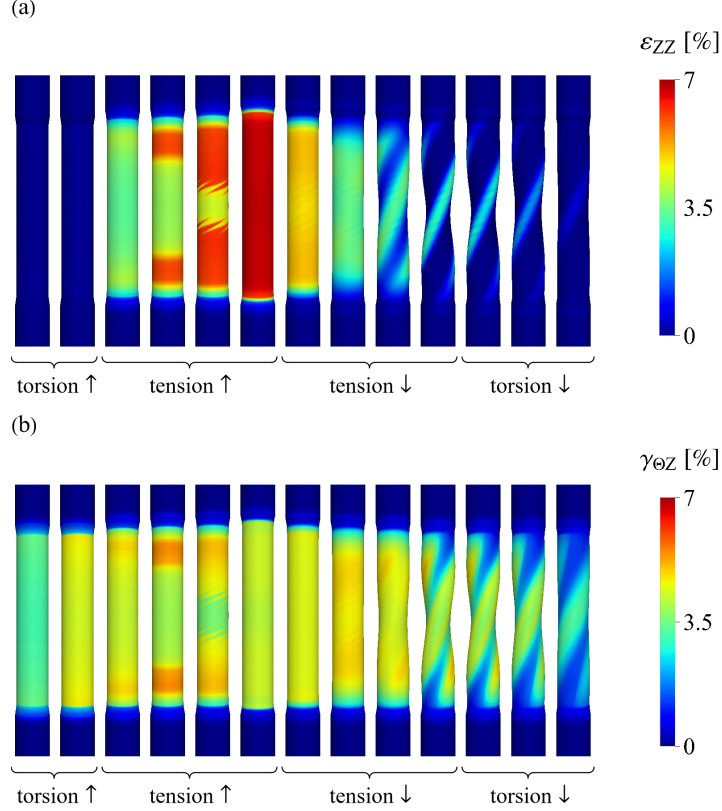 (a)
ε_ZZ [%]
7
3.5
0
torsion ↑ tension ↑ tension ↓ torsion ↓
(b)
γ_ΘZ [%]
7
3.5
0
torsion ↑ tension ↑ tension ↓ torsion ↓